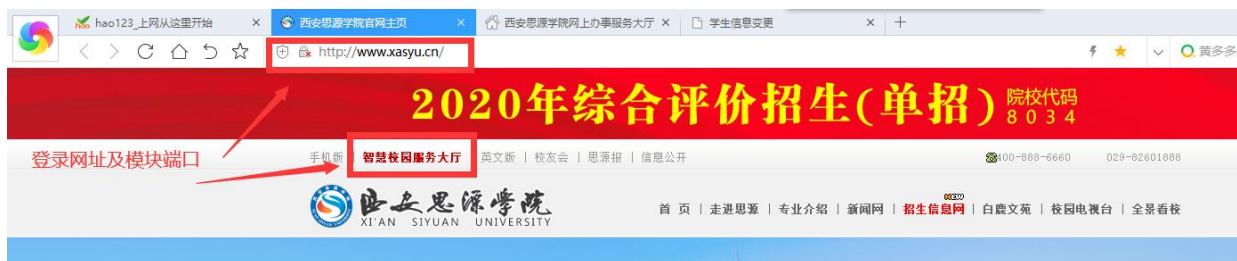 hao123_上网从这里开始
西安思源学院官网主页
西安思源学院网上办事服务大厅
学生信息变更
http://www.xasyu.cn/
黄多多
2020年综合评价招生(单招) 院校代码 8034
登录网址及模块端口
手机版 | 智慧校园服务大厅 | 英文版 | 校友会 | 思源报 | 信息公开
400-888-6660 029-82601888
西安思源学院
XI'AN SIYUAN UNIVERSITY
NEW
首 页 | 走进思源 | 专业介绍 | 新闻网 | 招生信息网 | 白鹿文苑 | 校园电视台 | 全景看校